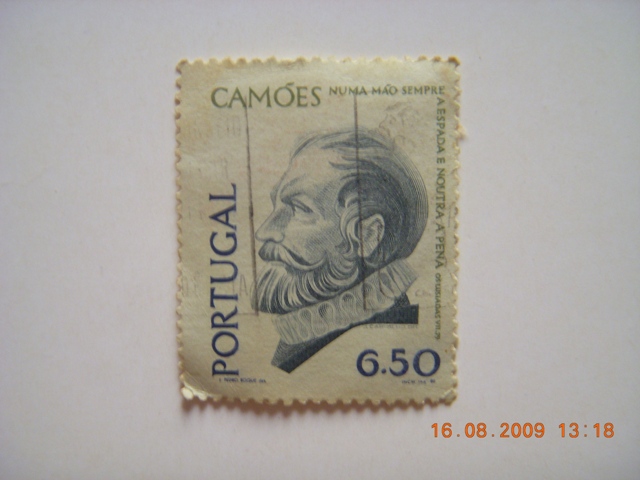 CAMÕES NUMA MÃO SEMPRE
A ESPADA E NOUTRA A PENA
PORTUGAL
6.50
16.08.2009 13:18